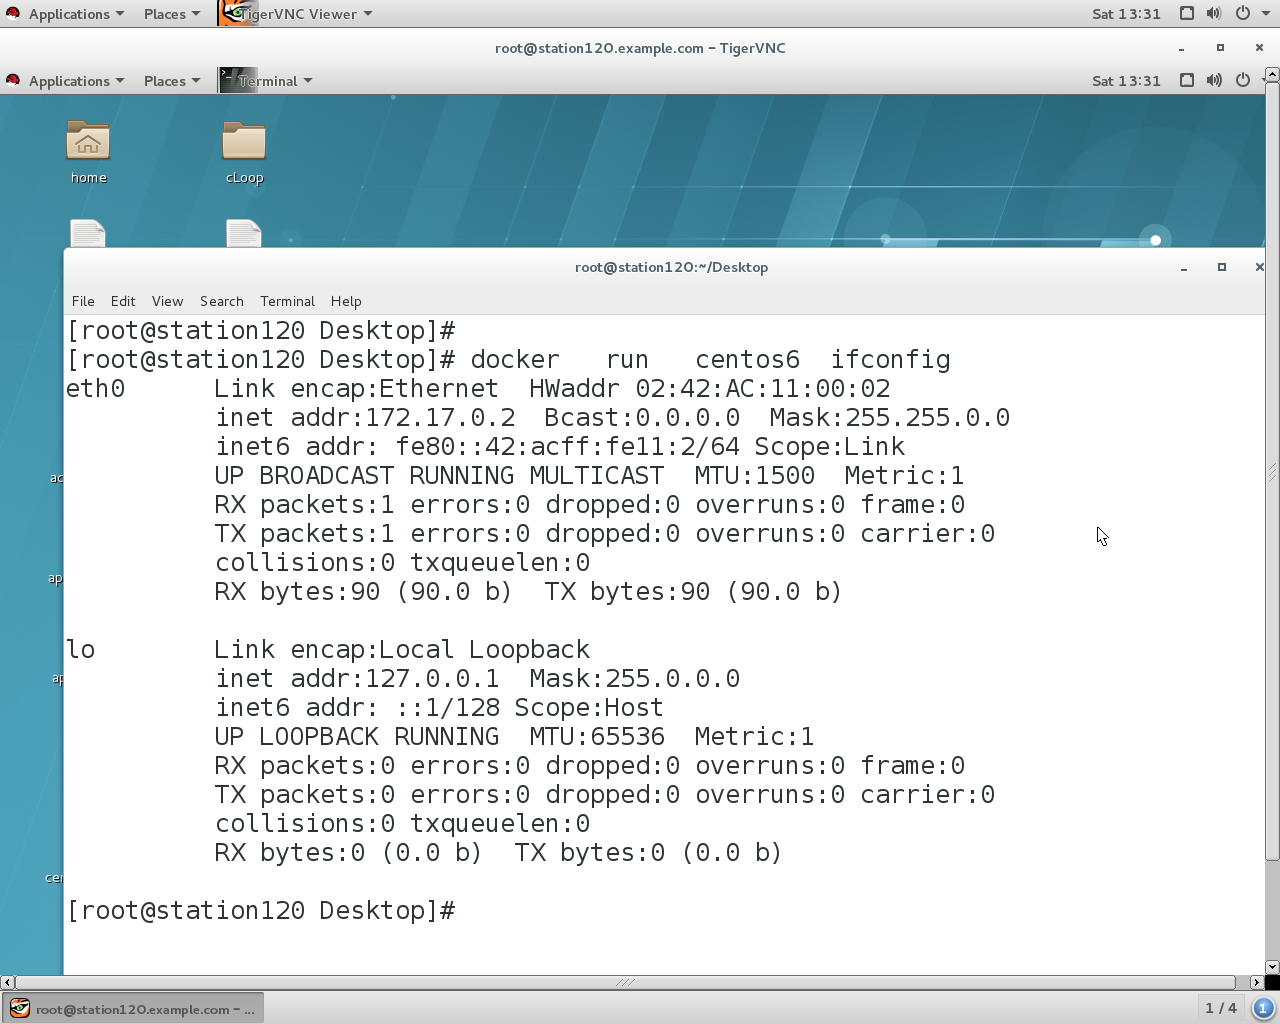 Applications Places TigerVNC Viewer Sat 13:31
root@station120.example.com - TigerVNC
Applications Places Terminal Sat 13:31
home cLoop
root@station120:~/Desktop
File Edit View Search Terminal Help
[root@station120 Desktop]#
[root@station120 Desktop]# docker   run   centos6  ifconfig
eth0      Link encap:Ethernet  HWaddr 02:42:AC:11:00:02
          inet addr:172.17.0.2  Bcast:0.0.0.0  Mask:255.255.0.0
          inet6 addr: fe80::42:acff:fe11:2/64 Scope:Link
          UP BROADCAST RUNNING MULTICAST  MTU:1500  Metric:1
          RX packets:1 errors:0 dropped:0 overruns:0 frame:0
          TX packets:1 errors:0 dropped:0 overruns:0 carrier:0
          collisions:0 txqueuelen:0
          RX bytes:90 (90.0 b)  TX bytes:90 (90.0 b)
lo        Link encap:Local Loopback
          inet addr:127.0.0.1  Mask:255.0.0.0
          inet6 addr: ::1/128 Scope:Host
          UP LOOPBACK RUNNING  MTU:65536  Metric:1
          RX packets:0 errors:0 dropped:0 overruns:0 frame:0
          TX packets:0 errors:0 dropped:0 overruns:0 carrier:0
          collisions:0 txqueuelen:0
          RX bytes:0 (0.0 b)  TX bytes:0 (0.0 b)
[root@station120 Desktop]#
root@station120.example.com - ... 1 / 4 1